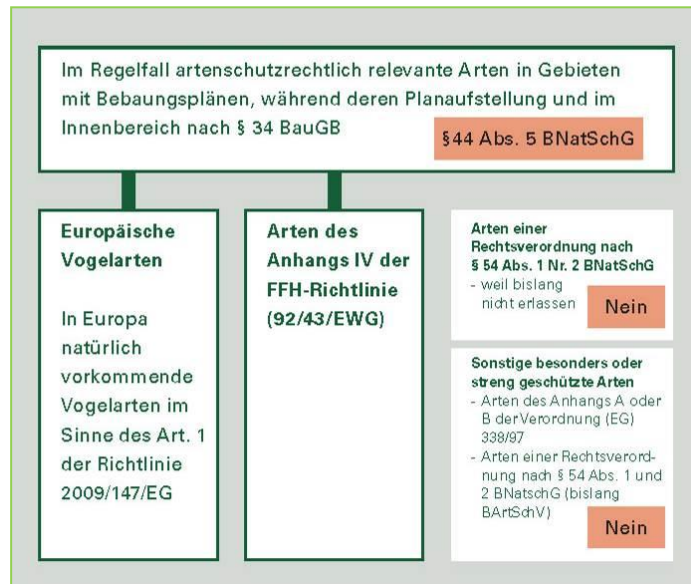 Im Regelfall artenschutzrechtlich relevante Arten in Gebieten
mit Bebaungsplänen, während deren Planaufstellung und im
Innenbereich nach § 34 BauGB
§44 Abs. 5 BNatSchG
Europäische
Vogelarten
In Europa
natürlich
vorkommende
Vogelarten im
Sinne des Art. 1
der Richtlinie
2009/147/EG
Arten des
Anhangs IV der
FFH-Richtlinie
(92/43/EWG)
Arten einer
Rechtsverordnung nach
§ 54 Abs. 1 Nr. 2 BNatSchG
- weil bislang
nicht erlassen
Nein
Sonstige besonders oder
streng geschützte Arten
- Arten des Anhangs A oder
B der Verordnung (EG)
338/97
- Arten einer Rechtsverord-
nung nach § 54 Abs. 1 und
2 BNatschG (bislang
BArtSchV)
Nein